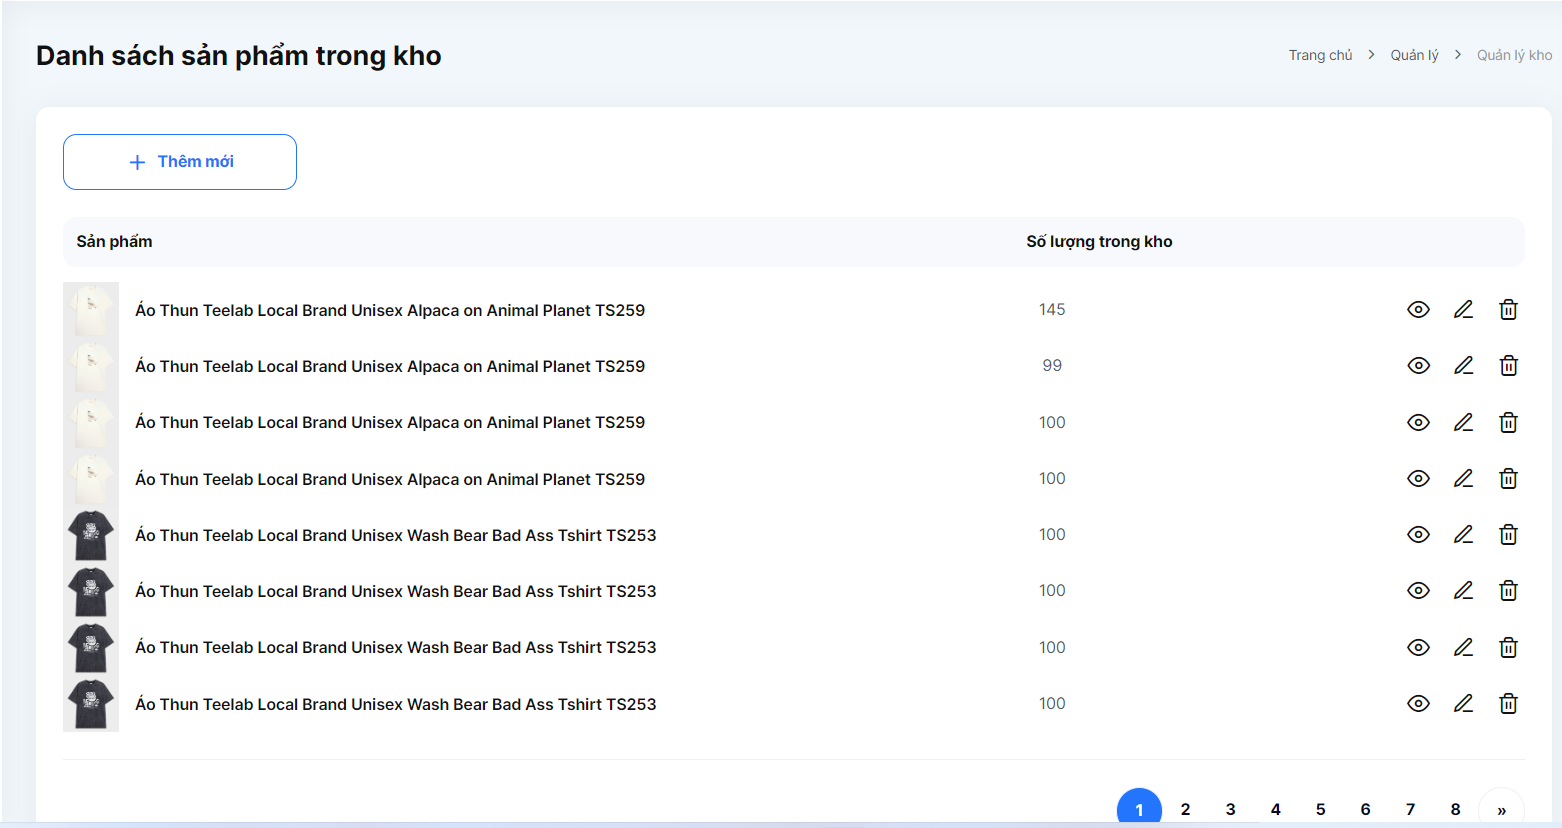 Danh sách sản phẩm trong kho
Trang chủ > Quản lý > Quản lý kho
+ Thêm mới
Sản phẩm Số lượng trong kho
Áo Thun Teelab Local Brand Unisex Alpaca on Animal Planet TS259 145
Áo Thun Teelab Local Brand Unisex Alpaca on Animal Planet TS259 99
Áo Thun Teelab Local Brand Unisex Alpaca on Animal Planet TS259 100
Áo Thun Teelab Local Brand Unisex Alpaca on Animal Planet TS259 100
Áo Thun Teelab Local Brand Unisex Wash Bear Bad Ass Tshirt TS253 100
Áo Thun Teelab Local Brand Unisex Wash Bear Bad Ass Tshirt TS253 100
Áo Thun Teelab Local Brand Unisex Wash Bear Bad Ass Tshirt TS253 100
Áo Thun Teelab Local Brand Unisex Wash Bear Bad Ass Tshirt TS253 100
1 2 3 4 5 6 7 8 »